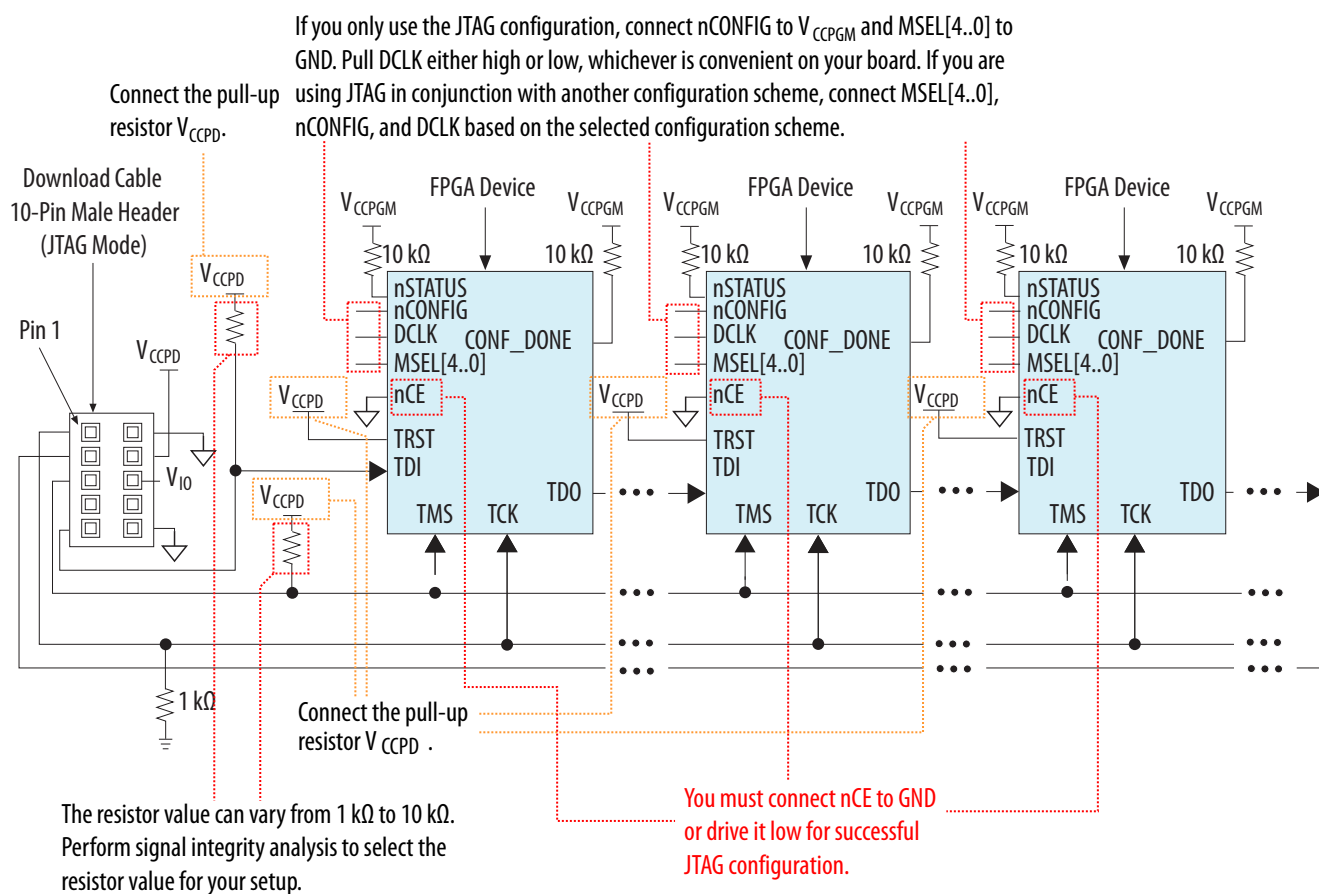 If you only use the JTAG configuration, connect nCONFIG to VCCPGM and MSEL[4..0] to
GND. Pull DCLK either high or low, whichever is convenient on your board. If you are
using JTAG in conjunction with another configuration scheme, connect MSEL[4..0],
nCONFIG, and DCLK based on the selected configuration scheme.
Connect the pull-up
resistor VCCPD.
Download Cable
10-Pin Male Header
(JTAG Mode)
Pin 1
VCCPD
VCCPD
VIO
VCCPD
VCCPD
VCCPGM
10 kΩ
FPGA Device
VCCPGM
10 kΩ
nSTATUS
nCONFIG
DCLK
CONF_DONE
MSEL[4..0]
nCE
TRST
TDI
TDO
TMS
TCK
VCCPD
VCCPGM
10 kΩ
FPGA Device
VCCPGM
10 kΩ
nSTATUS
nCONFIG
DCLK
CONF_DONE
MSEL[4..0]
nCE
TRST
TDI
TDO
TMS
TCK
VCCPD
VCCPGM
10 kΩ
FPGA Device
VCCPGM
10 kΩ
nSTATUS
nCONFIG
DCLK
CONF_DONE
MSEL[4..0]
nCE
TRST
TDI
TDO
TMS
TCK
1 kΩ
Connect the pull-up
resistor VCCPD .
The resistor value can vary from 1 kΩ to 10 kΩ.
Perform signal integrity analysis to select the
resistor value for your setup.
You must connect nCE to GND
or drive it low for successful
JTAG configuration.